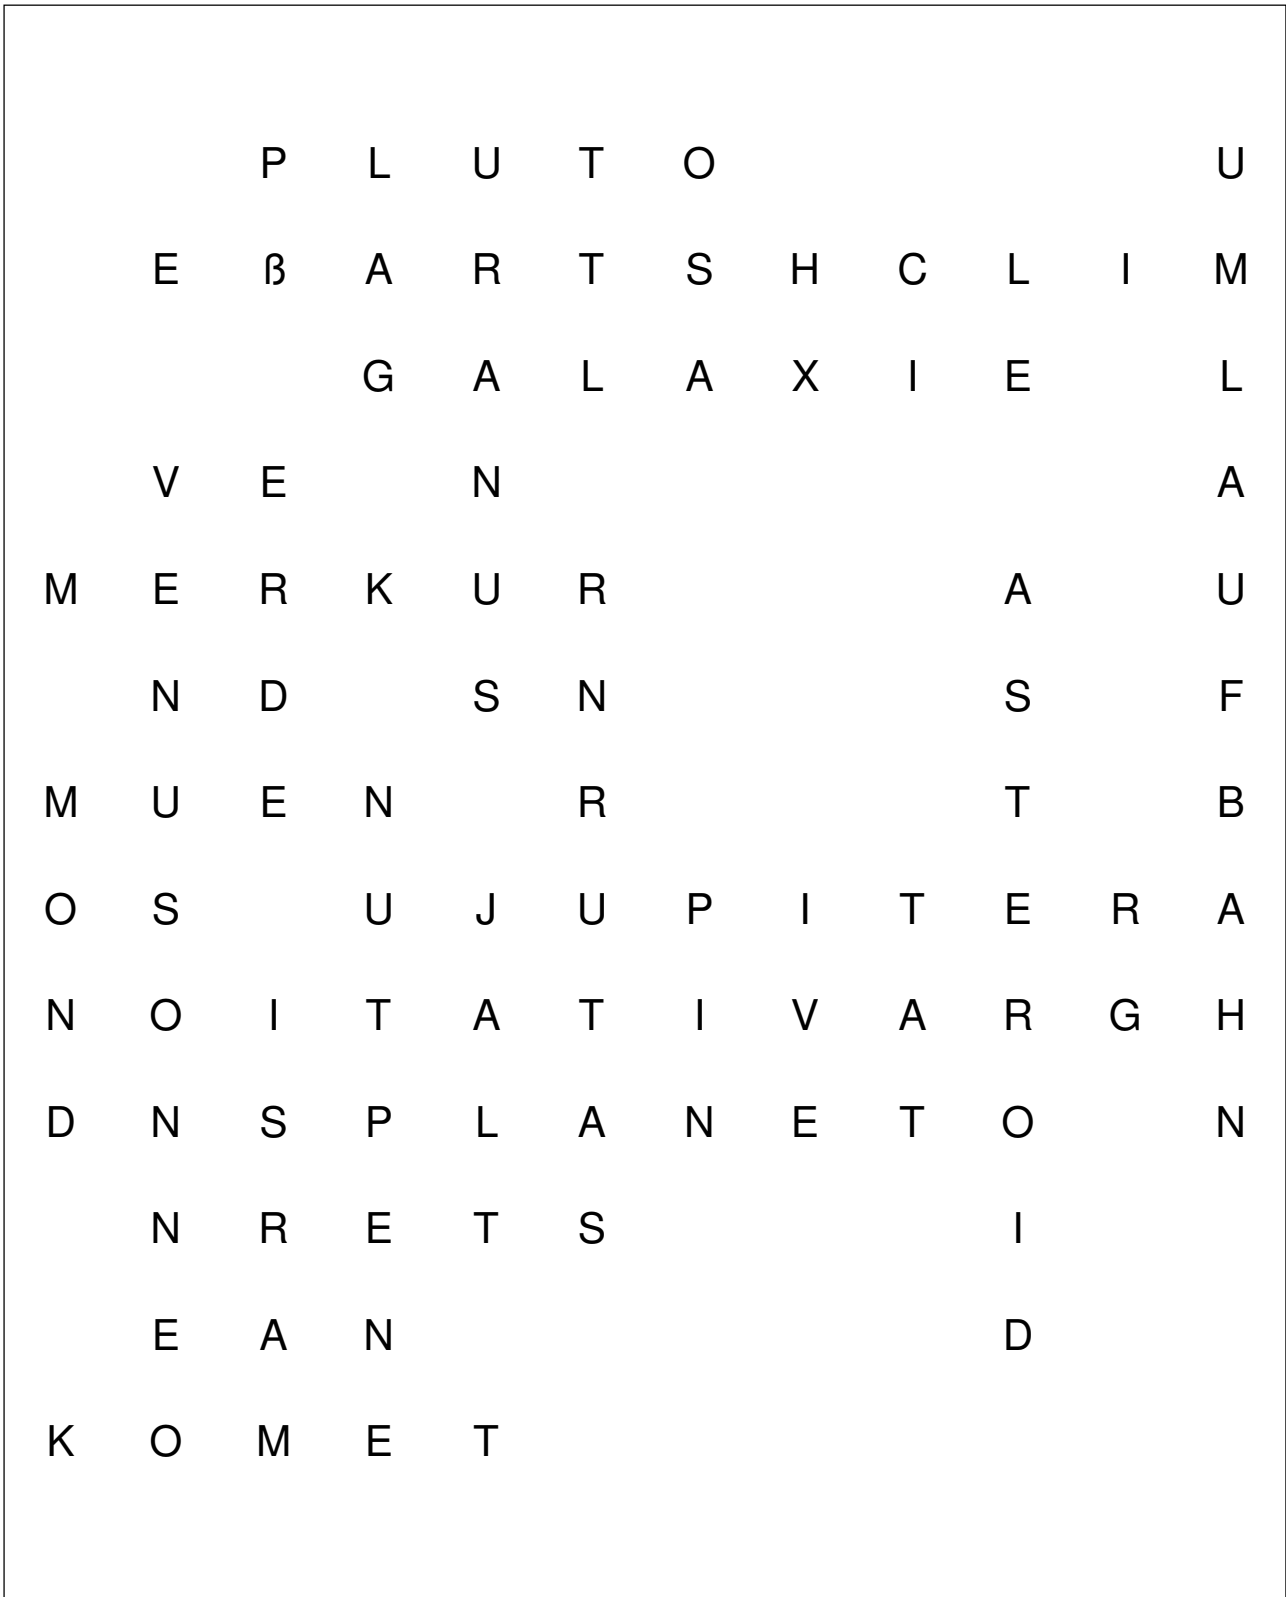 P L U T O U
E ß A R T S H C L I M
G A L A X I E L
V E N A
M E R K U R A U
N D S N S F
M U E N R T B
O S U J U P I T E R A
N O I T A T I V A R G H
D N S P L A N E T O N
N R E T S I
E A N D
K O M E T